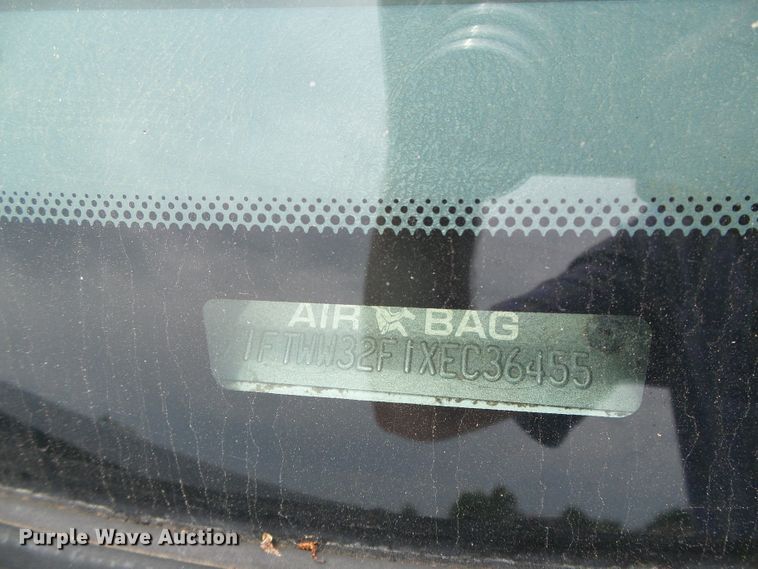 AIR BAG
1FTWW32F1XEC36455
Purple Wave Auction